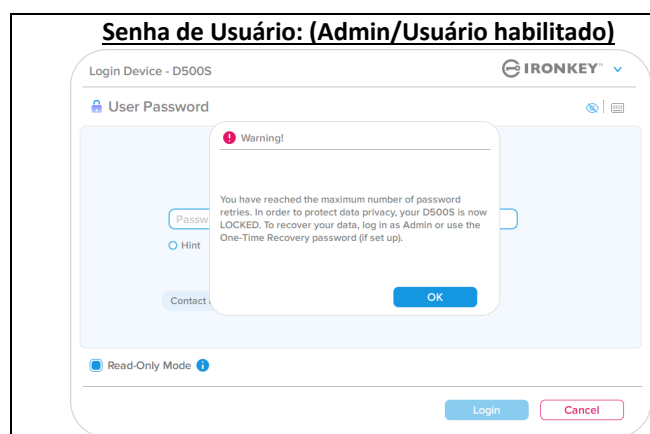 Senha de Usuário: (Admin/Usuário habilitado)
Login Device - D500S
IRONKEY™
User Password
Warning!
You have reached the maximum number of password
retries. In order to protect data privacy, your D500S is now
LOCKED. To recover your data, log in as Admin or use the
One-Time Recovery password (if set up).
Passw
Hint
Contact
OK
Read-Only Mode
Login
Cancel